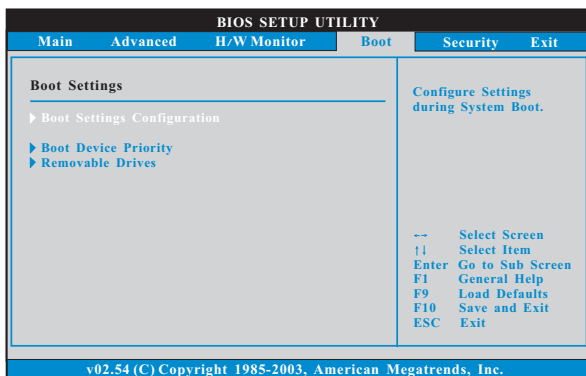 BIOS SETUP UTILITY
Main Advanced H/W Monitor Boot Security Exit
Boot Settings
Boot Settings Configuration
Boot Device Priority
Removable Drives
Configure Settings
during System Boot.
←→ Select Screen
↑↓ Select Item
Enter Go to Sub Screen
F1 General Help
F9 Load Defaults
F10 Save and Exit
ESC Exit
v02.54 (C) Copyright 1985-2003, American Megatrends, Inc.